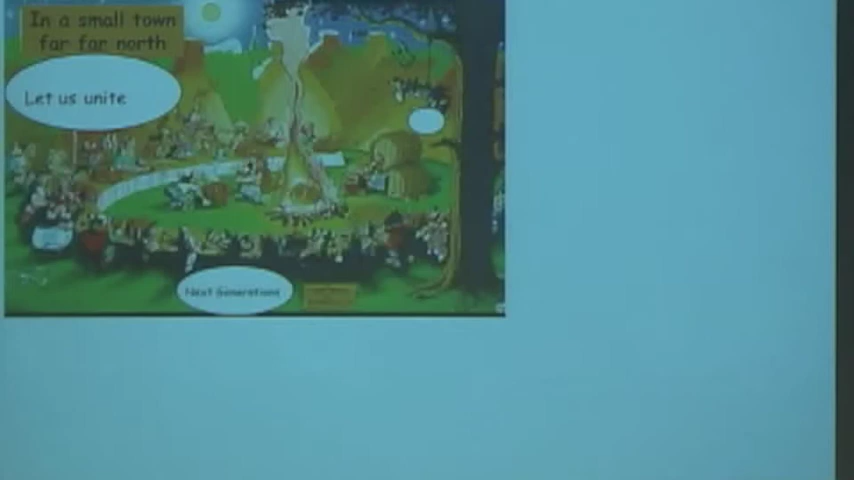 In a small town
far far north
Let us unite
Next Generations